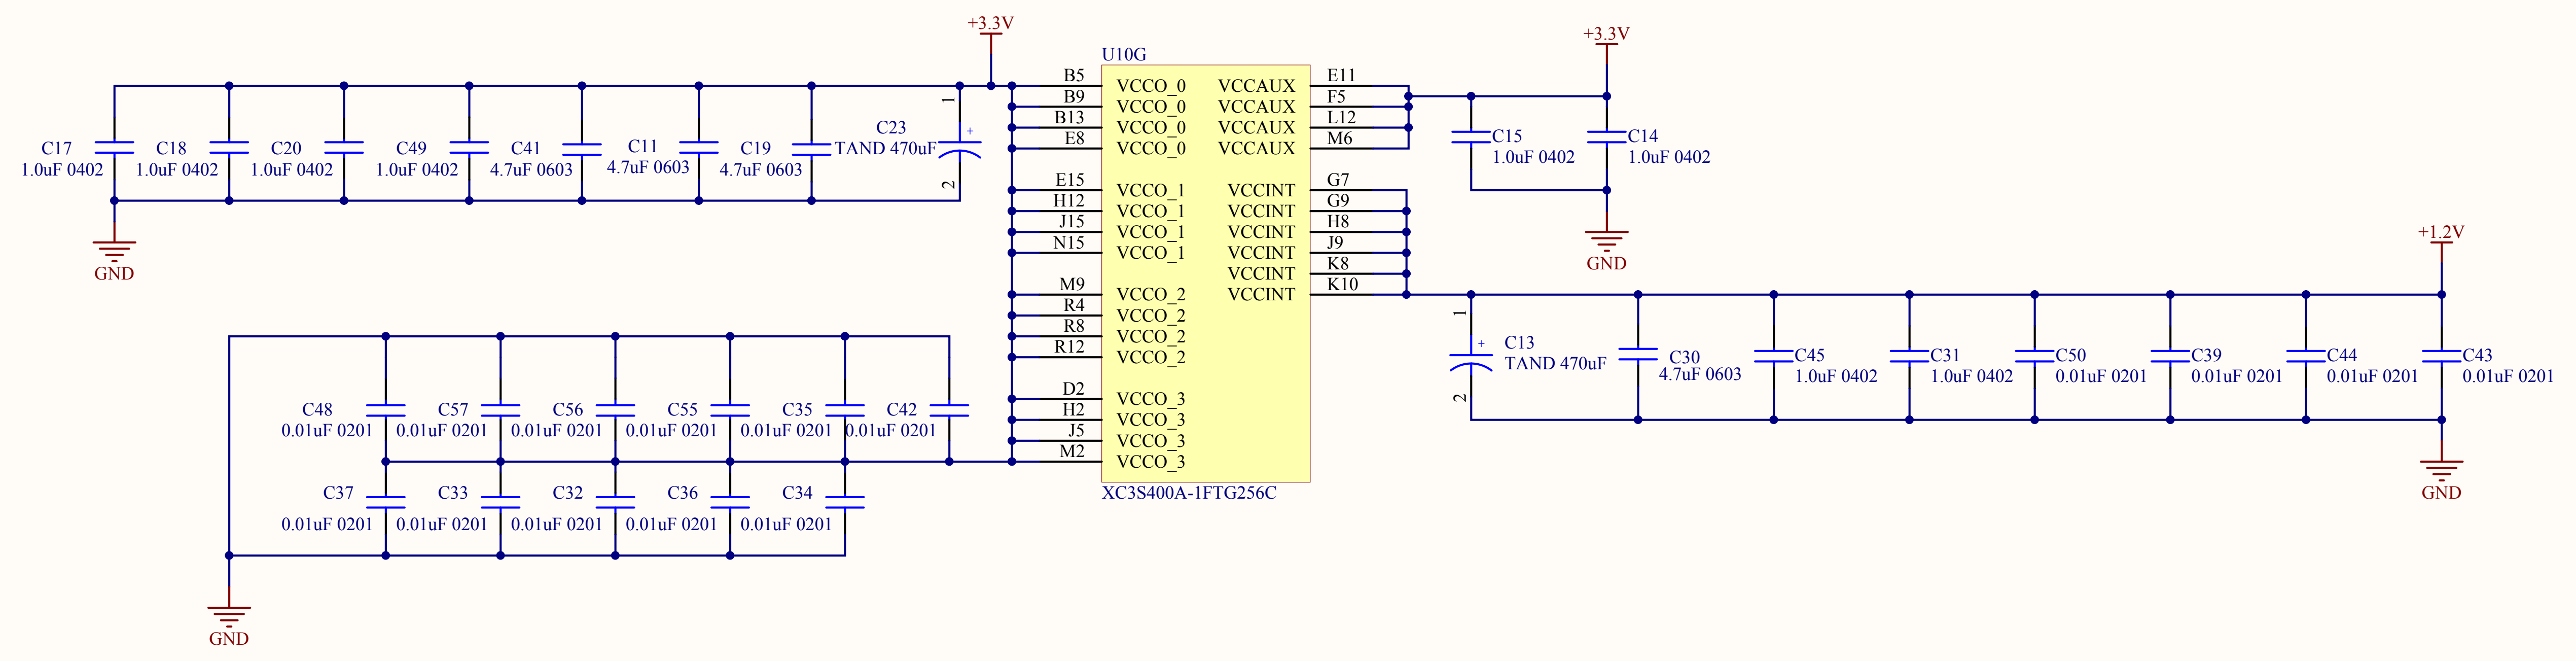 +3.3V
U10G
+3.3V
B5 VCCO_0 VCCAUX E11
B9 VCCO_0 VCCAUX F5
B13 VCCO_0 VCCAUX L12
E8 VCCO_0 VCCAUX M6
E15 VCCO_1 VCCINT G7
H12 VCCO_1 VCCINT G9
J15 VCCO_1 VCCINT H8
N15 VCCO_1 VCCINT J9
VCCINT K8
M9 VCCO_2 VCCINT K10
R4 VCCO_2
R8 VCCO_2
R12 VCCO_2
D2 VCCO_3
H2 VCCO_3
J5 VCCO_3
M2 VCCO_3
XC3S400A-1FTG256C
C17
1.0uF 0402
C18
1.0uF 0402
C20
1.0uF 0402
C49
1.0uF 0402
C41
4.7uF 0603
C11
4.7uF 0603
C19
4.7uF 0603
C23
TAND 470uF
1
+
2
GND
C15
1.0uF 0402
C14
1.0uF 0402
GND
+1.2V
1
+
2
C13
TAND 470uF
C30
4.7uF 0603
C45
1.0uF 0402
C31
1.0uF 0402
C50
0.01uF 0201
C39
0.01uF 0201
C44
0.01uF 0201
C43
0.01uF 0201
GND
C48
0.01uF 0201
C57
0.01uF 0201
C56
0.01uF 0201
C55
0.01uF 0201
C35
0.01uF 0201
C42
0.01uF 0201
C37
0.01uF 0201
C33
0.01uF 0201
C32
0.01uF 0201
C36
0.01uF 0201
C34
0.01uF 0201
GND